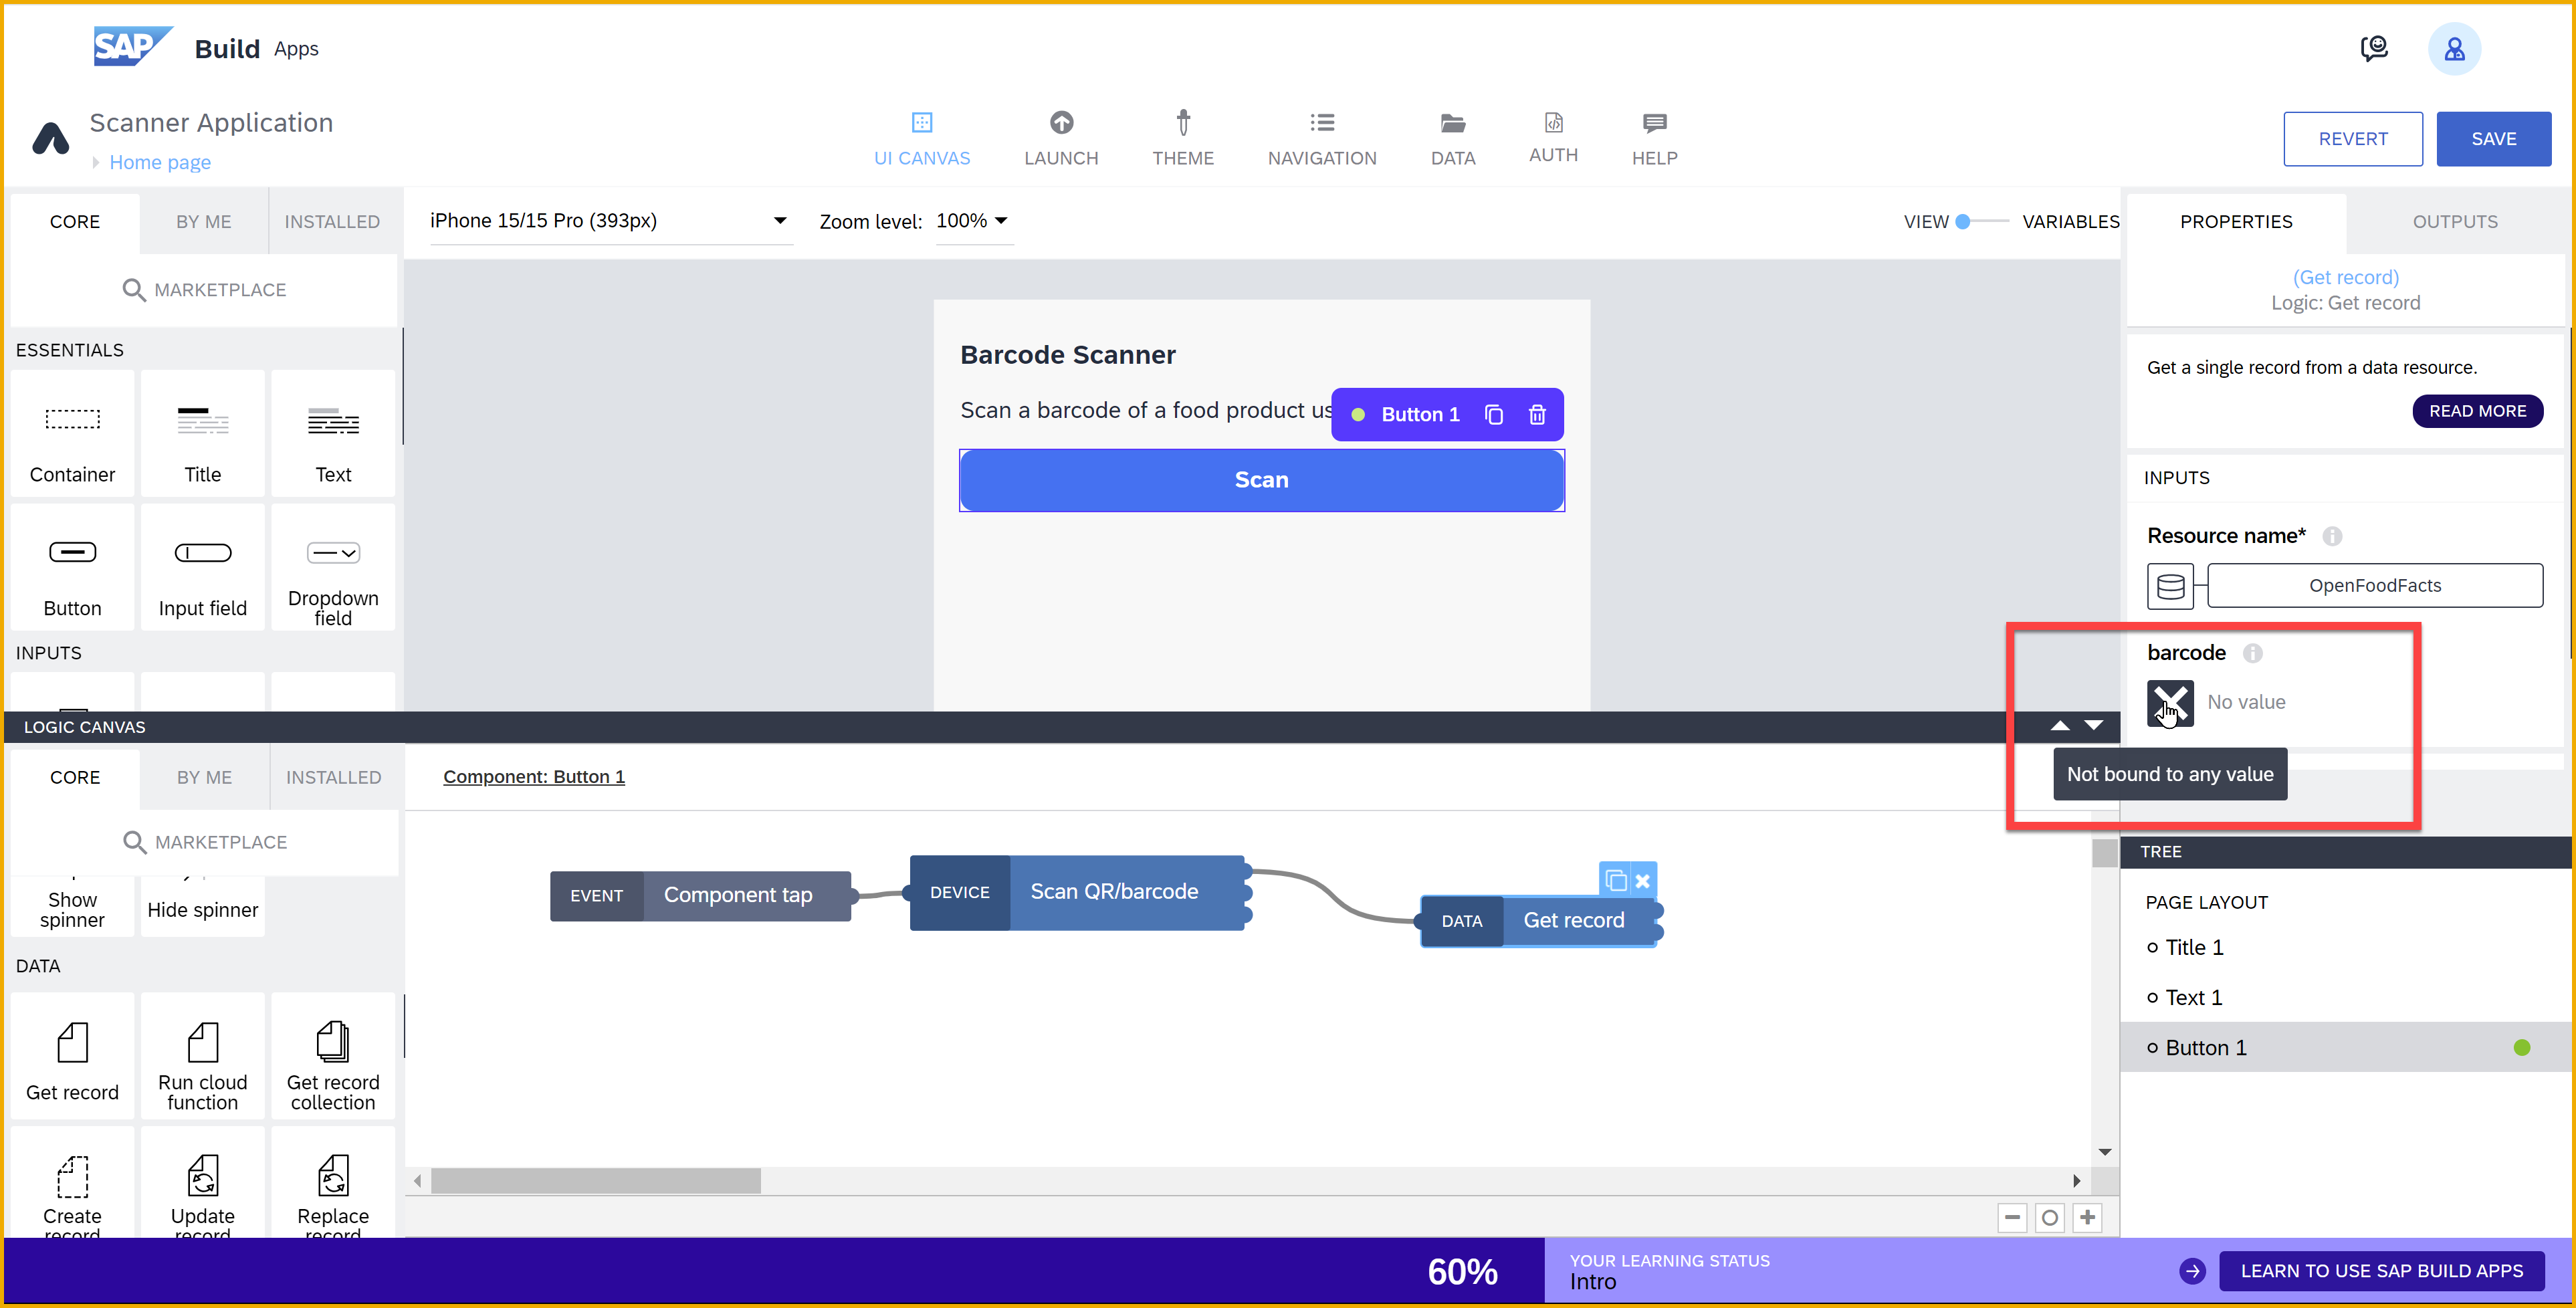 SAP Build Apps
Scanner Application
Home page
UI CANVAS
LAUNCH
THEME
NAVIGATION
DATA
AUTH
HELP
REVERT
SAVE
CORE
BY ME
INSTALLED
MARKETPLACE
ESSENTIALS
Container
Title
Text
Button
Input field
Dropdown
field
INPUTS
iPhone 15/15 Pro (393px)
Zoom level: 100%
VIEW
VARIABLES
Barcode Scanner
Scan a barcode of a food product us
Button 1
Scan
PROPERTIES
OUTPUTS
(Get record)
Logic: Get record
Get a single record from a data resource.
READ MORE
INPUTS
Resource name*
OpenFoodFacts
barcode
No value
Not bound to any value
LOGIC CANVAS
CORE
BY ME
INSTALLED
MARKETPLACE
Show
spinner
Hide spinner
DATA
Get record
Run cloud
function
Get record
collection
Create
record
Update
record
Replace
record
Component: Button 1
EVENT Component tap
DEVICE Scan QR/barcode
DATA Get record
TREE
PAGE LAYOUT
Title 1
Text 1
Button 1
60%
YOUR LEARNING STATUS
Intro
LEARN TO USE SAP BUILD APPS